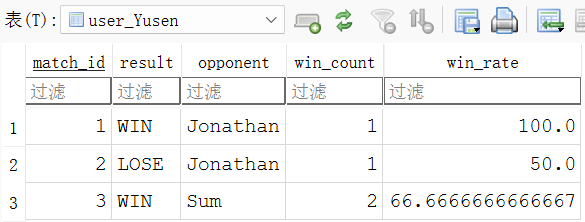 表(T): user_Yusen
match_id result opponent win_count win_rate
过滤 过滤 过滤 过滤 过滤
1 1 WIN Jonathan 1 100.0
2 2 LOSE Jonathan 1 50.0
3 3 WIN Sum 2 66.6666666666667